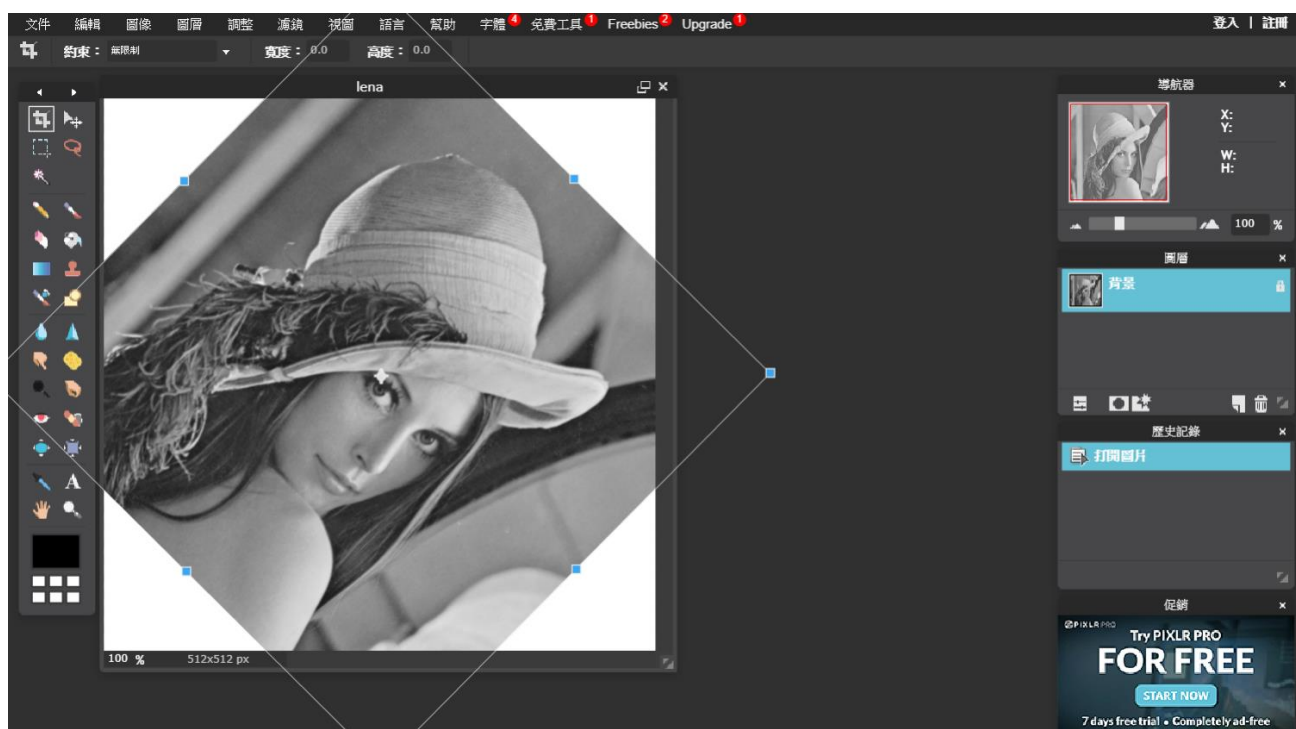 文件 編輯 圖像 圖層 調整 濾鏡 視圖 語言 幫助 字體 4 免費工具 1 Freebies 2 Upgrade 1 登入 | 註冊
約束： 無限制 寬度： 0.0 高度： 0.0
lena
導航器
X:
Y:
W:
H:
100 %
圖層
背景
歷史記錄
打開圖片
A
促銷
PIXLR PRO
Try PIXLR PRO
FOR FREE
START NOW
7 days free trial • Completely ad-free
100 % 512x512 px